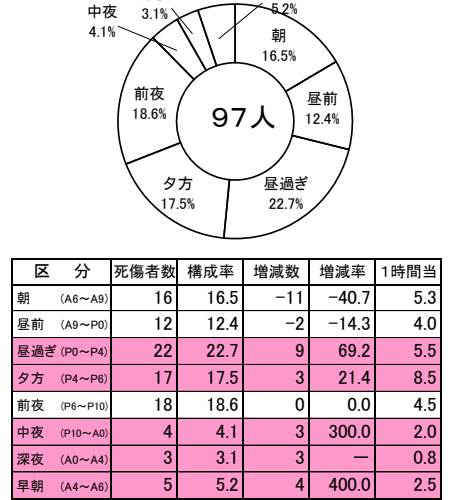 中夜
4.1%
3.1%
5.2%
朝
16.5%
昼前
12.4%
昼過ぎ
22.7%
夕方
17.5%
前夜
18.6%
97人
区 分 死傷者数 構成率 増減数 増減率 1時間当
朝 (A6~A9) 16 16.5 −11 −40.7 5.3
昼前 (A9~P0) 12 12.4 −2 −14.3 4.0
昼過ぎ (P0~P4) 22 22.7 9 69.2 5.5
夕方 (P4~P6) 17 17.5 3 21.4 8.5
前夜 (P6~P10) 18 18.6 0 0.0 4.5
中夜 (P10~A0) 4 4.1 3 300.0 2.0
深夜 (A0~A4) 3 3.1 3 − 0.8
早朝 (A4~A6) 5 5.2 4 400.0 2.5